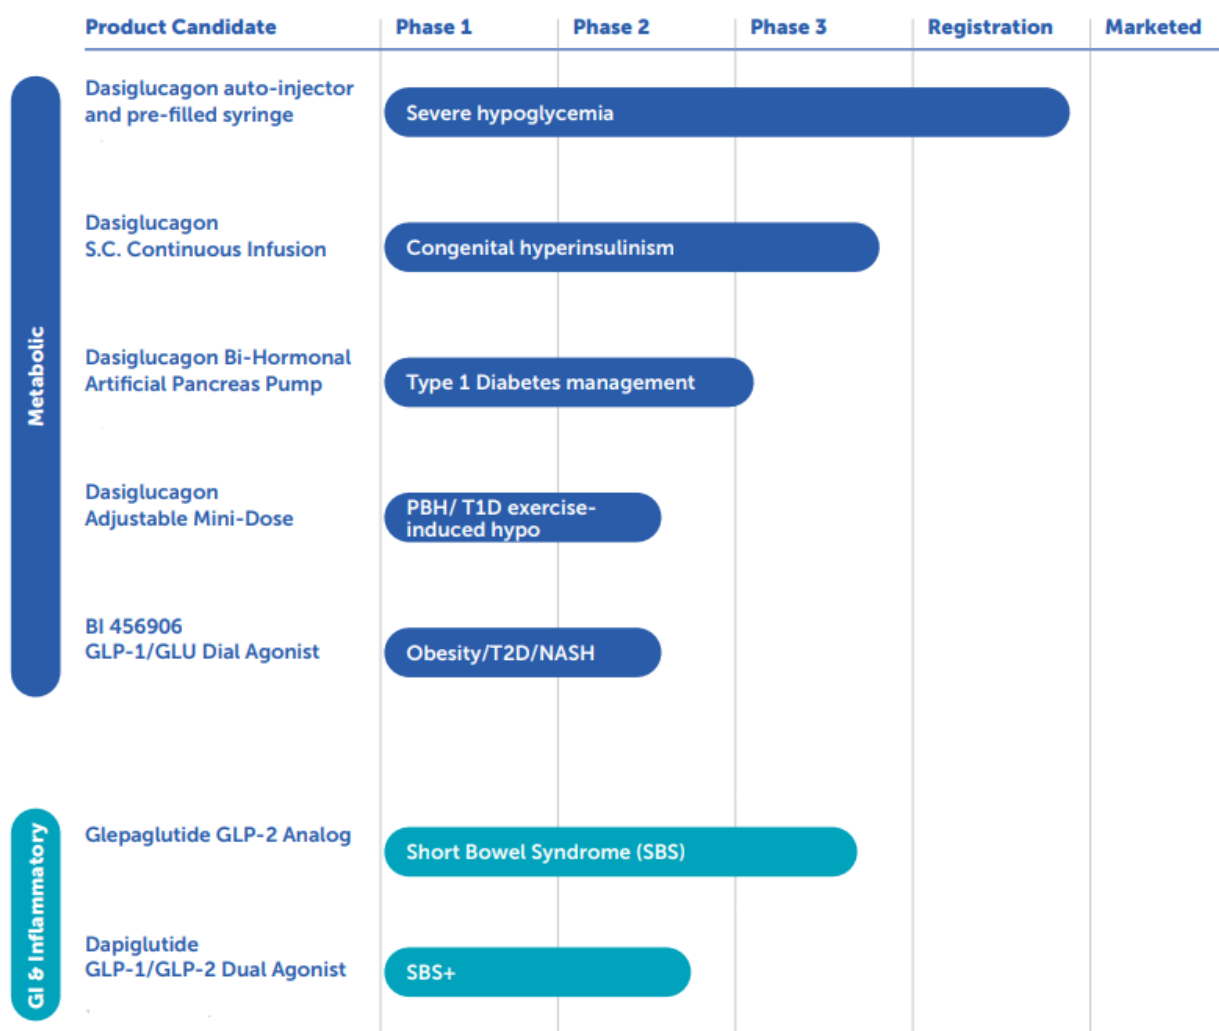 Product Candidate Phase 1 Phase 2 Phase 3 Registration Marketed
Metabolic
Dasiglucagon auto-injector
and pre-filled syringe
Severe hypoglycemia
Dasiglucagon
S.C. Continuous Infusion
Congenital hyperinsulinism
Dasiglucagon Bi-Hormonal
Artificial Pancreas Pump
Type 1 Diabetes management
Dasiglucagon
Adjustable Mini-Dose
PBH/ T1D exercise-
induced hypo
BI 456906
GLP-1/GLU Dial Agonist
Obesity/T2D/NASH
GI & Inflammatory
Glepaglutide GLP-2 Analog
Short Bowel Syndrome (SBS)
Dapiglutide
GLP-1/GLP-2 Dual Agonist
SBS+